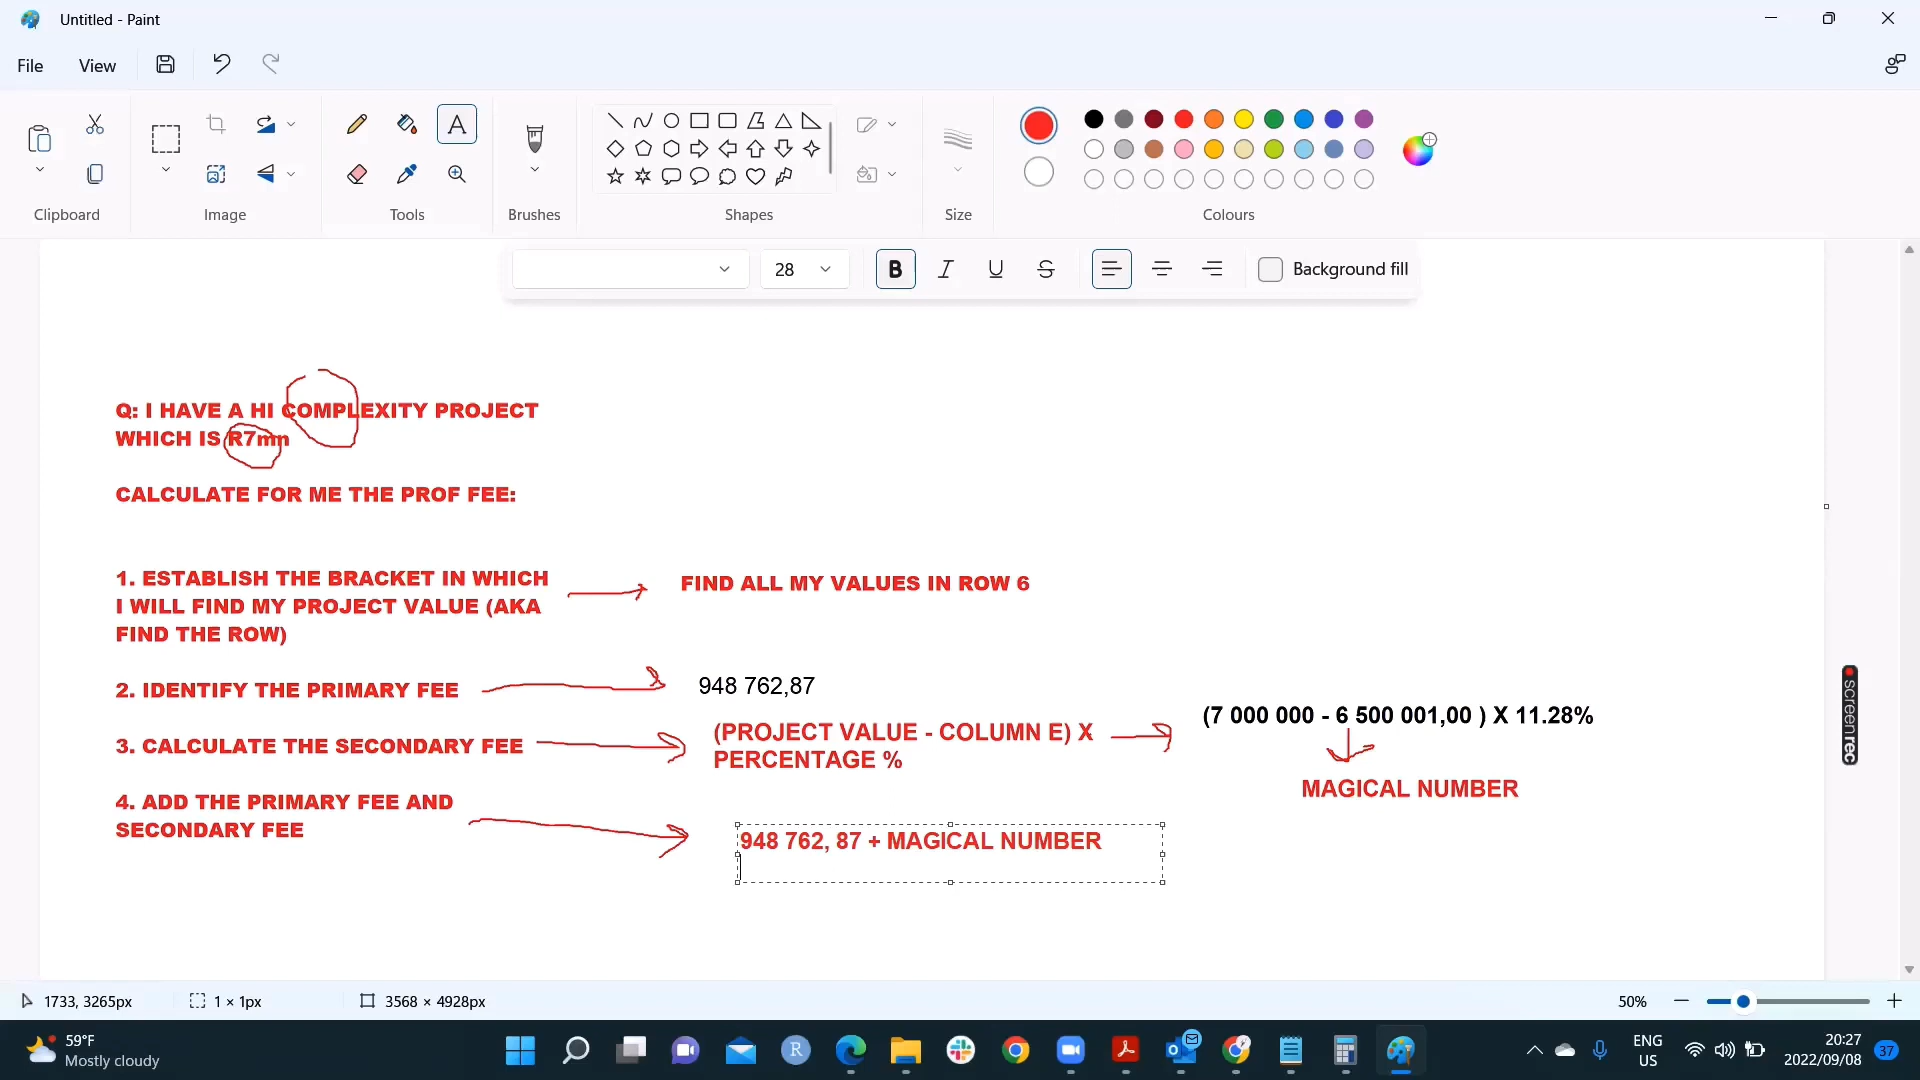 Untitled - Paint
File
View
Clipboard
Image
Tools
Brushes
Shapes
Size
Colours
28
B
I
U
S
Background fill
Q: I HAVE A HI COMPLEXITY PROJECT
WHICH IS R7mn
CALCULATE FOR ME THE PROF FEE:
1. ESTABLISH THE BRACKET IN WHICH
I WILL FIND MY PROJECT VALUE (AKA
FIND THE ROW)
FIND ALL MY VALUES IN ROW 6
2. IDENTIFY THE PRIMARY FEE
948 762,87
3. CALCULATE THE SECONDARY FEE
(PROJECT VALUE - COLUMN E) X
PERCENTAGE %
(7 000 000 - 6 500 001,00 ) X 11.28%
MAGICAL NUMBER
4. ADD THE PRIMARY FEE AND
SECONDARY FEE
948 762, 87 + MAGICAL NUMBER
screenrec
1733, 3265px
1 × 1px
3568 × 4928px
50%
59°F
Mostly cloudy
ENG
US
20:27
2022/09/08
37